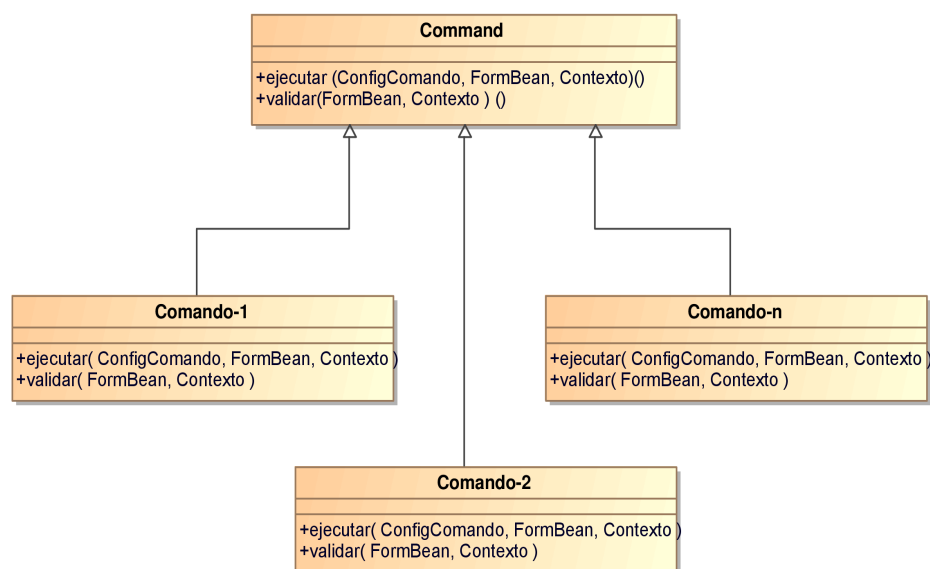 Command
+ejecutar (ConfigComando, FormBean, Contexto)()
+validar(FormBean, Contexto ) ()
Comando-1
+ejecutar( ConfigComando, FormBean, Contexto )
+validar( FormBean, Contexto )
Comando-n
+ejecutar( ConfigComando, FormBean, Contexto )
+validar( FormBean, Contexto )
Comando-2
+ejecutar( ConfigComando, FormBean, Contexto )
+validar( FormBean, Contexto )